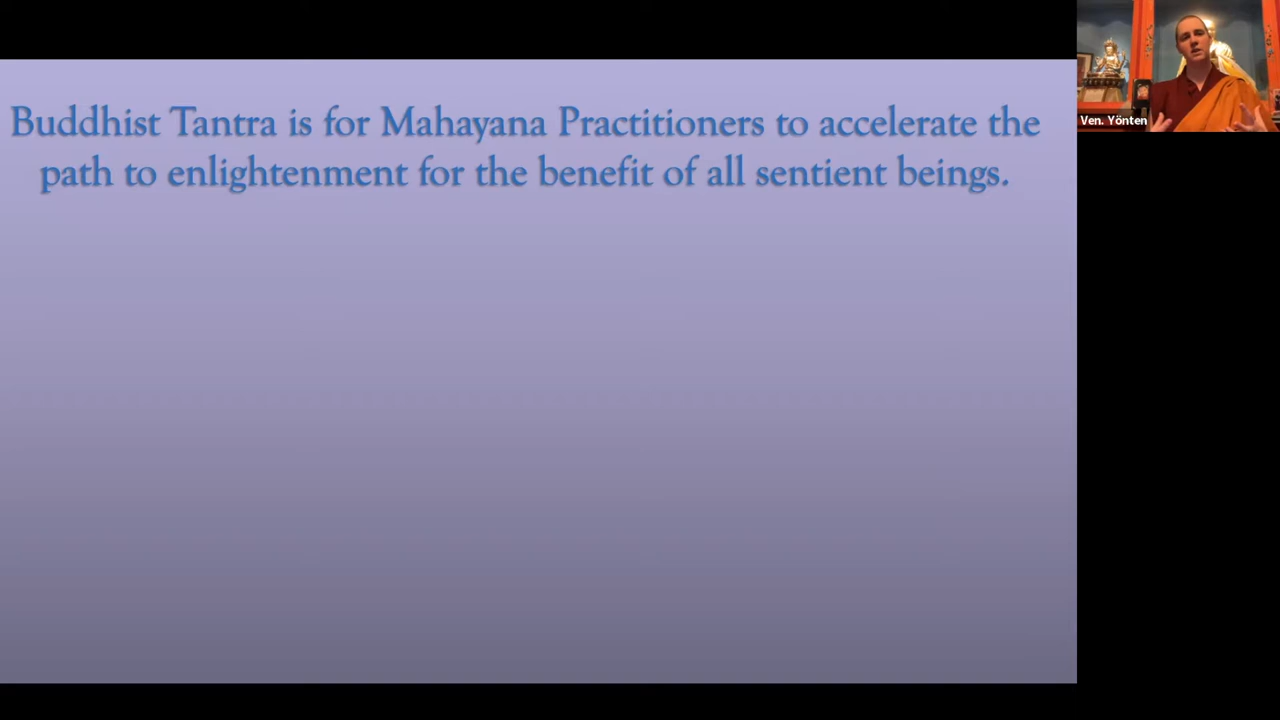 Buddhist Tantra is for Mahayana Practitioners to accelerate the
path to enlightenment for the benefit of all sentient beings.
Ven. Yönten